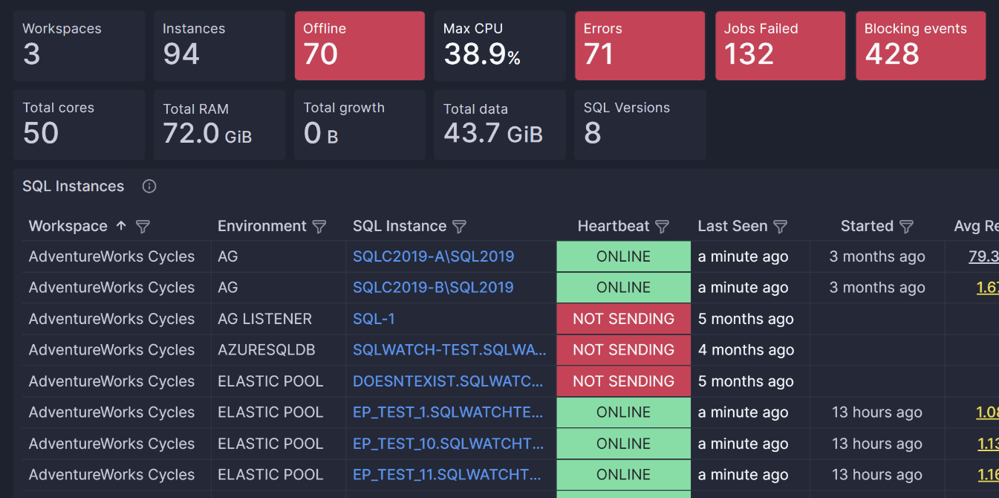 Workspaces Instances Offline Max CPU Errors Jobs Failed Blocking events
3 94 70 38.9% 71 132 428
Total cores Total RAM Total growth Total data SQL Versions
50 72.0 GiB 0 B 43.7 GiB 8
SQL Instances
Workspace Environment SQL Instance Heartbeat Last Seen Started Avg Re
AdventureWorks Cycles AG SQLC2019-A\SQL2019 ONLINE a minute ago 3 months ago 79.3
AdventureWorks Cycles AG SQLC2019-B\SQL2019 ONLINE a minute ago 3 months ago 1.67
AdventureWorks Cycles AG LISTENER SQL-1 NOT SENDING 5 months ago
AdventureWorks Cycles AZURESQLDB SQLWATCH-TEST.SQLWA... NOT SENDING 4 months ago
AdventureWorks Cycles ELASTIC POOL DOESNTEXIST.SQLWATC... NOT SENDING 5 months ago
AdventureWorks Cycles ELASTIC POOL EP_TEST_1.SQLWATCHTE... ONLINE a minute ago 13 hours ago 1.08
AdventureWorks Cycles ELASTIC POOL EP_TEST_10.SQLWATCHT... ONLINE a minute ago 13 hours ago 1.13
AdventureWorks Cycles ELASTIC POOL EP_TEST_11.SQLWATCHT... ONLINE a minute ago 13 hours ago 1.16